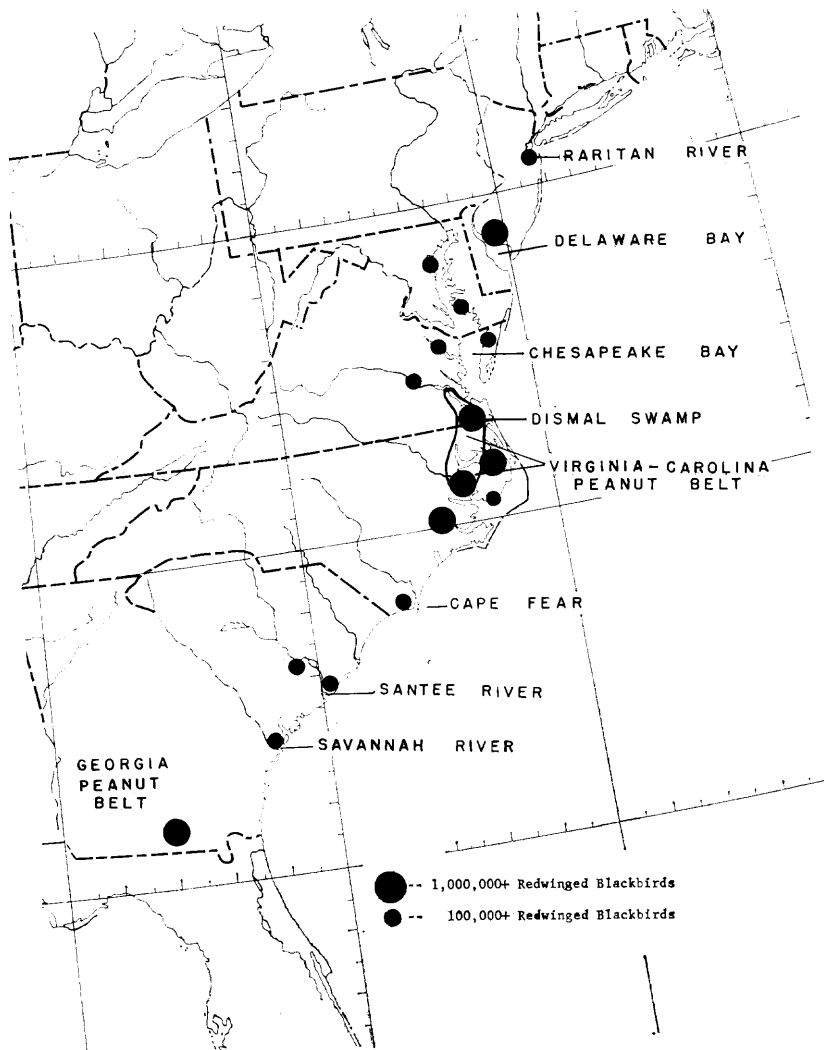 RARITAN RIVER
DELAWARE BAY
CHESAPEAKE BAY
DISMAL SWAMP
VIRGINIA-CAROLINA
PEANUT BELT
CAPE FEAR
SANTEE RIVER
SAVANNAH RIVER
GEORGIA
PEANUT
BELT
-- 1,000,000+ Redwinged Blackbirds
-- 100,000+ Redwinged Blackbirds